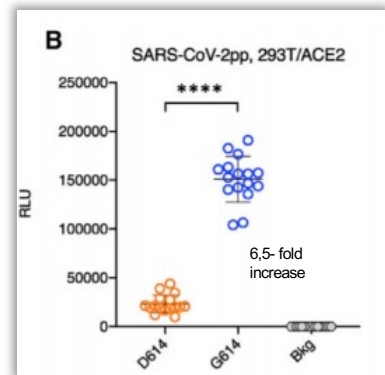 B
SARS-CoV-2pp, 293T/ACE2
250000
****
200000
150000
RLU
100000
6,5- fold
increase
50000
0
D614
G614
Bkg